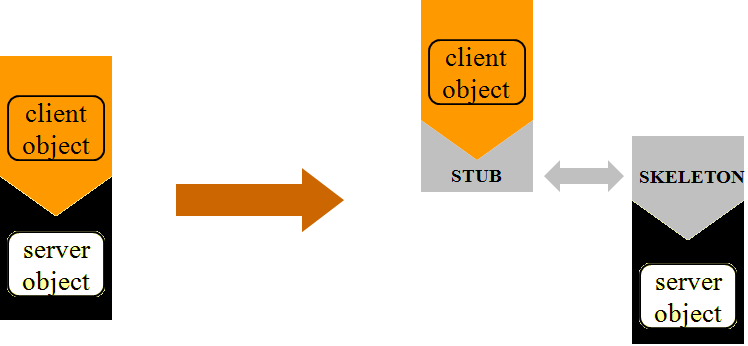 client
object
server
object
client
object
STUB
SKELETON
server
object